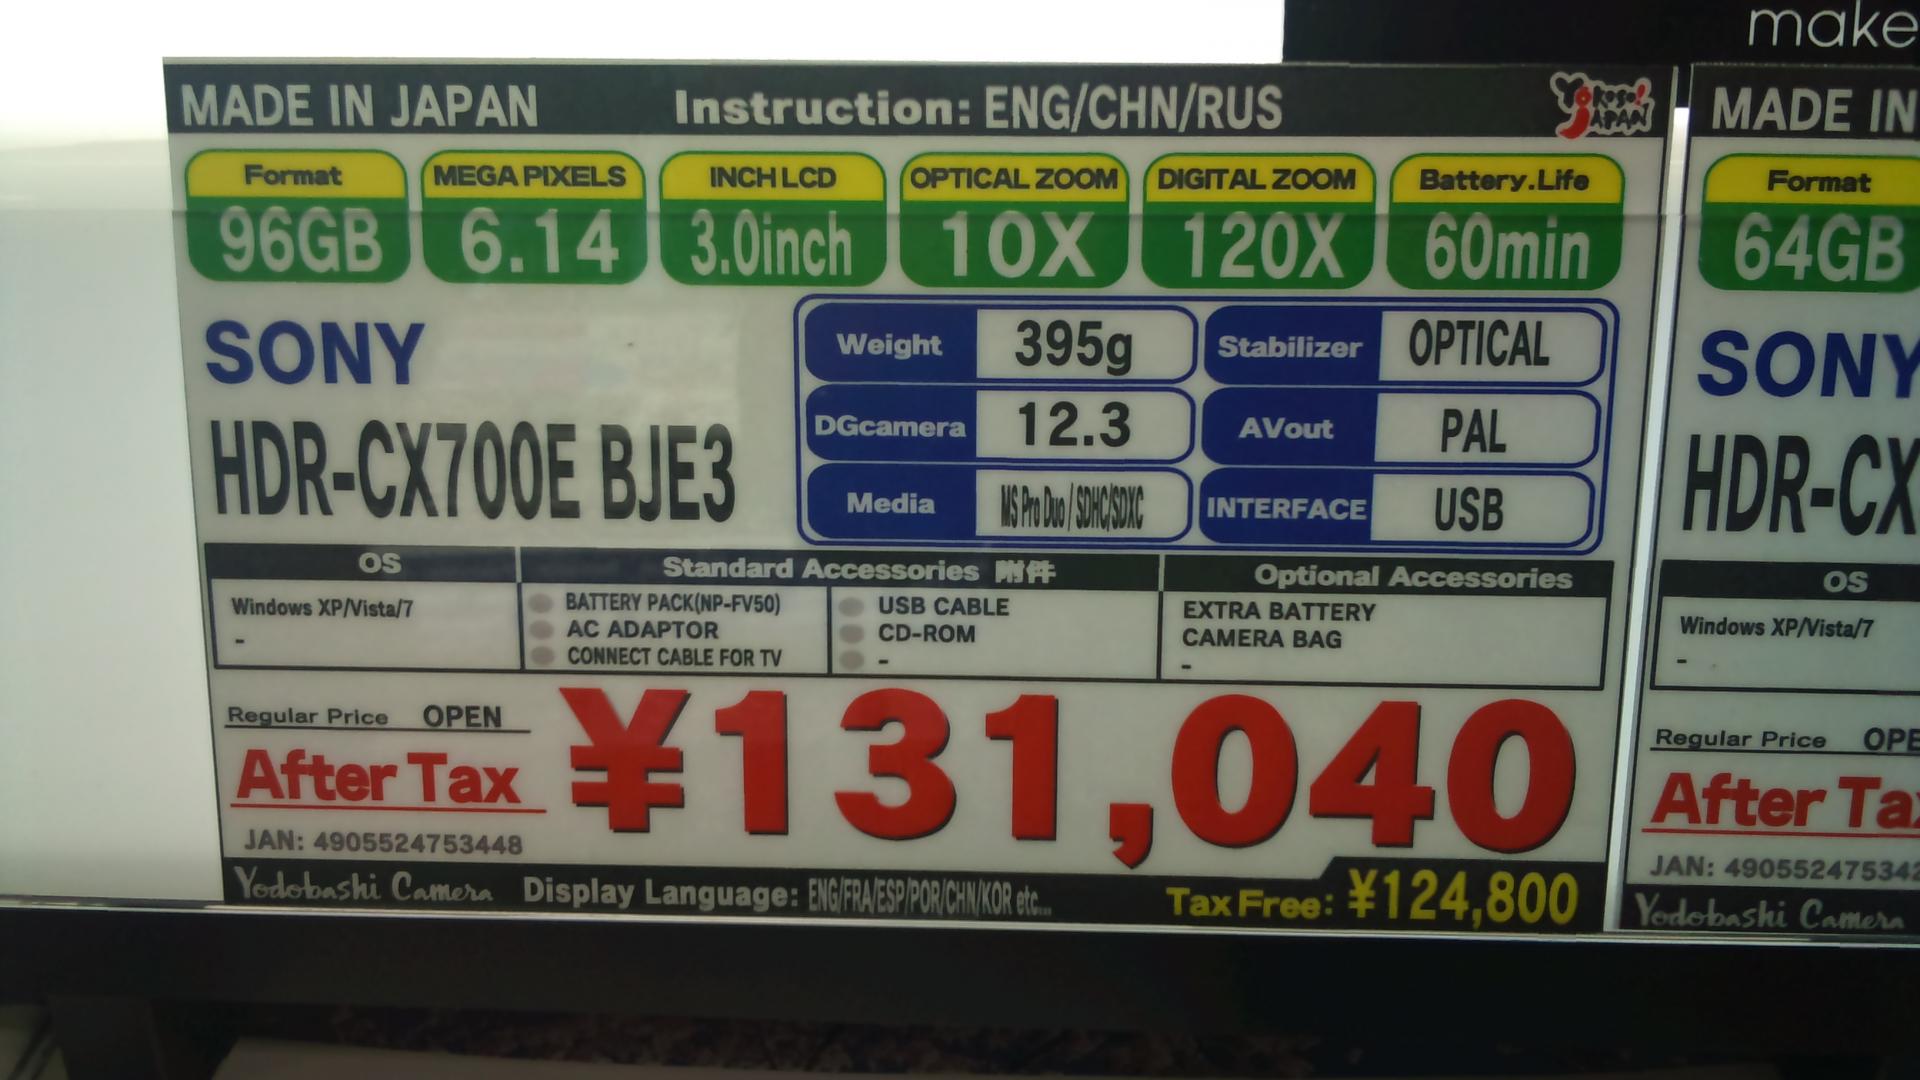 make
MADE IN JAPAN Instruction: ENG/CHN/RUS Yokoso! JAPAN
Format MEGA PIXELS INCH LCD OPTICAL ZOOM DIGITAL ZOOM Battery.Life
96GB 6.14 3.0inch 10X 120X 60min
SONY
HDR-CX700E BJE3
Weight 395g Stabilizer OPTICAL
DGcamera 12.3 AVout PAL
Media MS Pro Duo / SDHC/SDXC INTERFACE USB
OS Standard Accessories 附件 Optional Accessories
Windows XP/Vista/7 BATTERY PACK(NP-FV50) USB CABLE EXTRA BATTERY
- AC ADAPTOR CD-ROM CAMERA BAG
CONNECT CABLE FOR TV - -
Regular Price OPEN
After Tax ¥131,040
JAN: 4905524753448
Yodobashi Camera Display Language: ENG/FRA/ESP/POR/CHN/KOR etc... Tax Free: ¥124,800
MADE IN
Format
64GB
SONY
HDR-CX
OS
Windows XP/Vista/7
-
Regular Price OPE
After Tax
JAN: 490552475342
Yodobashi Camera